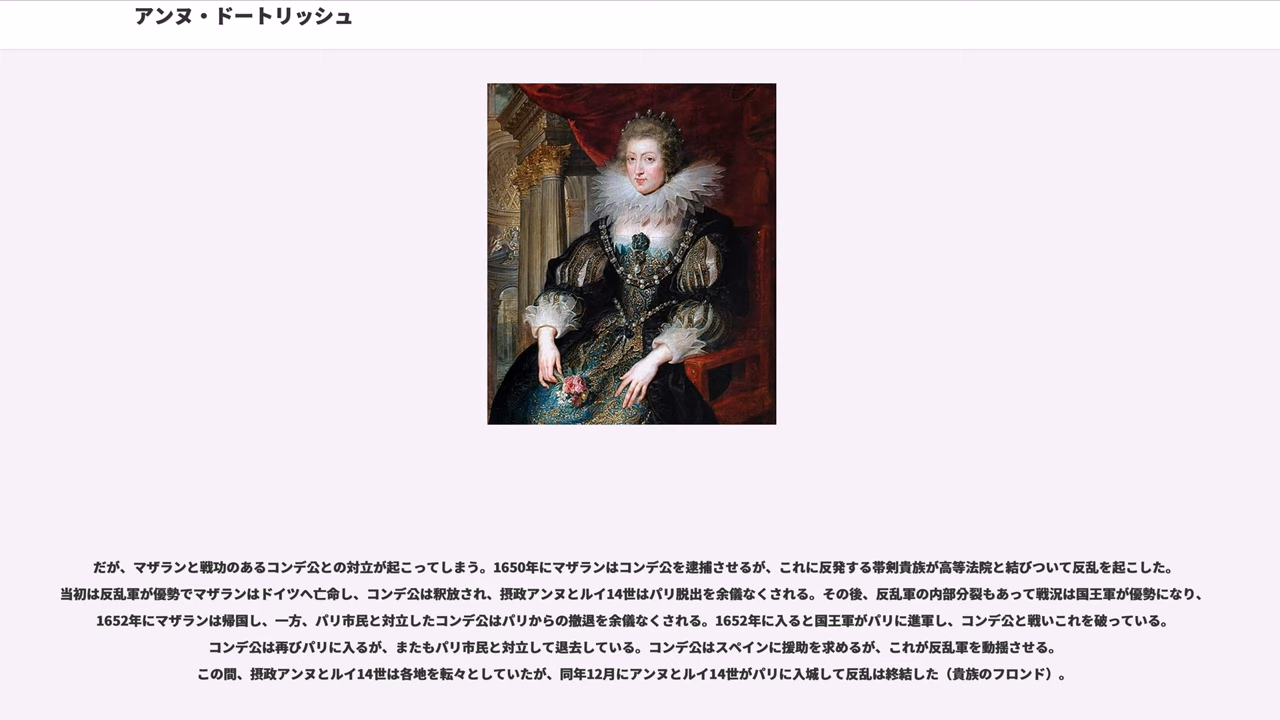 アンヌ・ドートリッシュ
だが、マザランと戦功のあるコンデ公との対立が起こってしまう。1650年にマザランはコンデ公を逮捕させるが、これに反発する帯剣貴族が高等法院と結びついて反乱を起こした。
当初は反乱軍が優勢でマザランはドイツへ亡命し、コンデ公は釈放され、摂政アンヌとルイ14世はパリ脱出を余儀なくされる。その後、反乱軍の内部分裂もあって戦況は国王軍が優勢になり、
1652年にマザランは帰国し、一方、パリ市民と対立したコンデ公はパリからの撤退を余儀なくされる。1652年に入ると国王軍がパリに進軍し、コンデ公と戦いこれを破っている。
コンデ公は再びパリに入るが、またもパリ市民と対立して退去している。コンデ公はスペインに援助を求めるが、これが反乱軍を動揺させる。
この間、摂政アンヌとルイ14世は各地を転々としていたが、同年12月にアンヌとルイ14世がパリに入城して反乱は終結した（貴族のフロンド）。